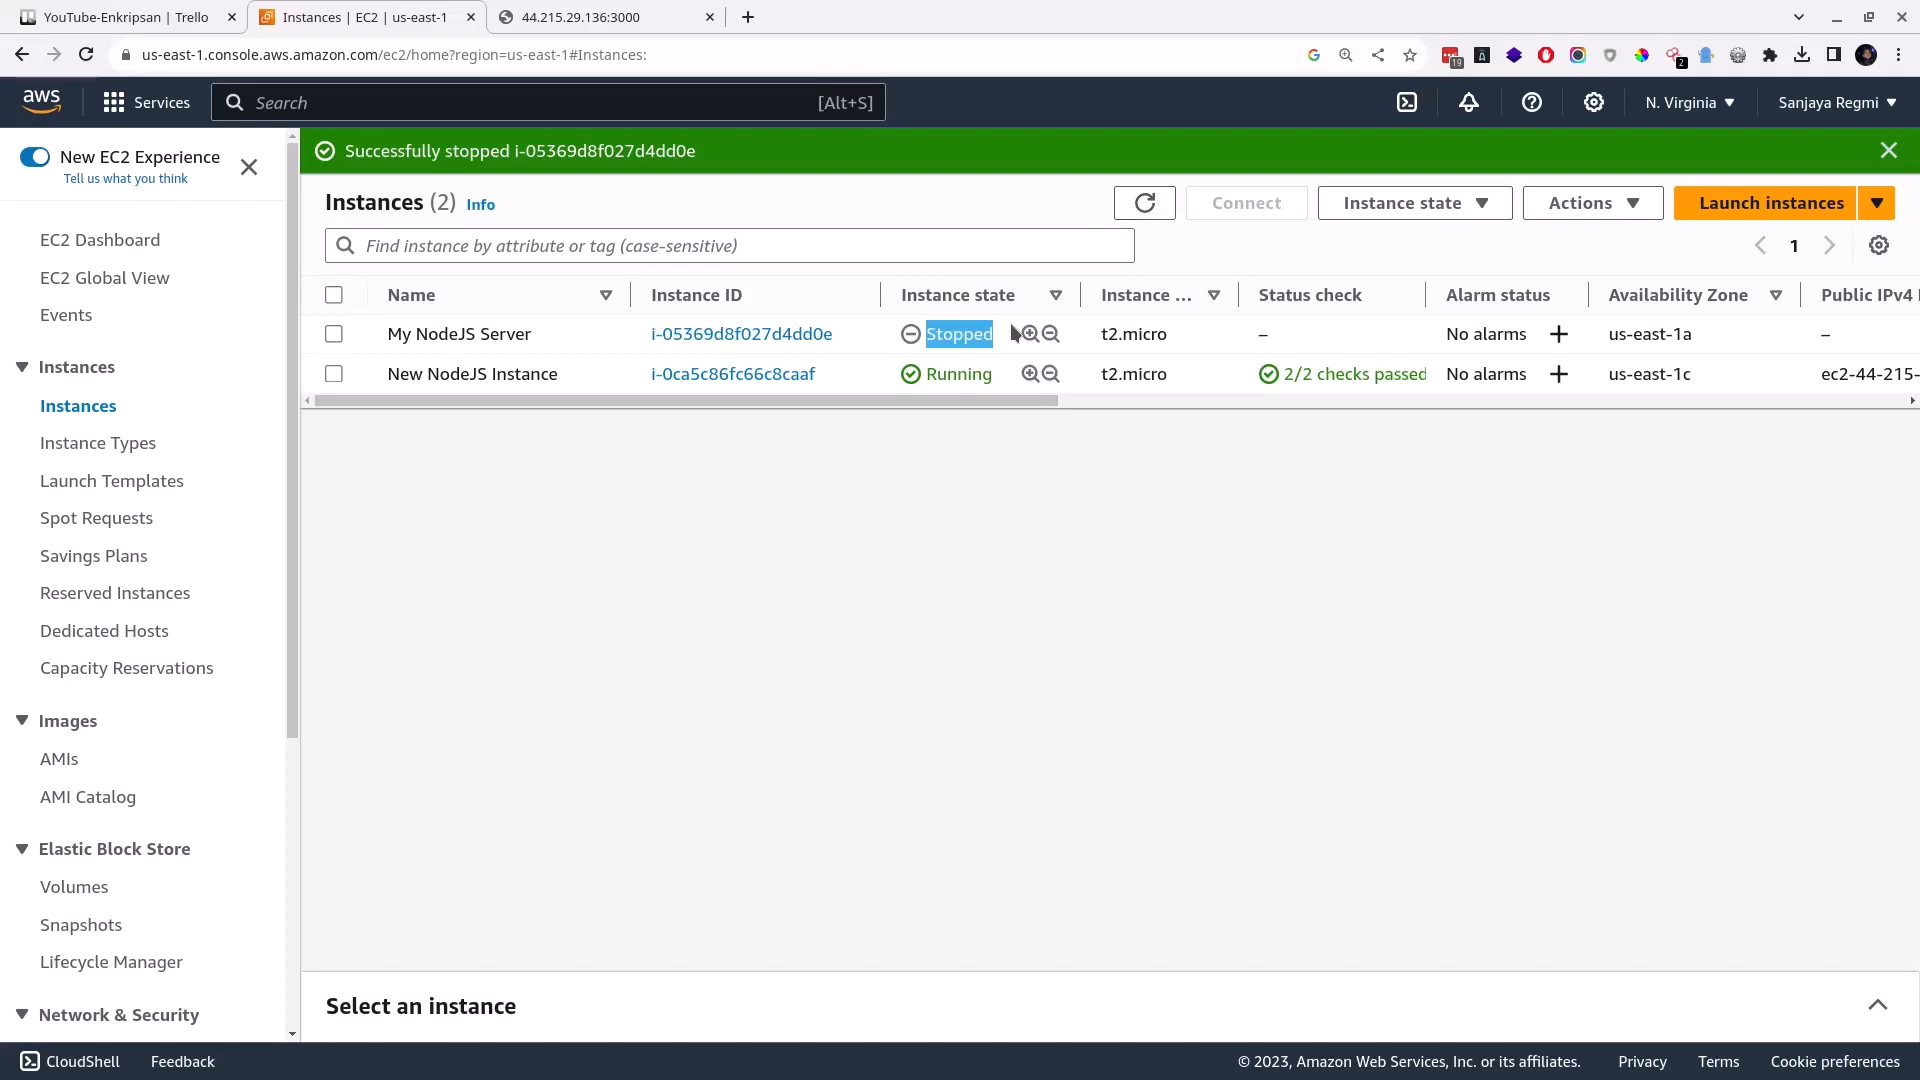 YouTube-Enkripsan | Trello
Instances | EC2 | us-east-1
44.215.29.136:3000
us-east-1.console.aws.amazon.com/ec2/home?region=us-east-1#Instances:
19
2
aws
Services
Search
[Alt+S]
N. Virginia
Sanjaya Regmi
New EC2 Experience
Tell us what you think
EC2 Dashboard
EC2 Global View
Events
Instances
Instances
Instance Types
Launch Templates
Spot Requests
Savings Plans
Reserved Instances
Dedicated Hosts
Capacity Reservations
Images
AMIs
AMI Catalog
Elastic Block Store
Volumes
Snapshots
Lifecycle Manager
Network & Security
Successfully stopped i-05369d8f027d4dd0e
Instances (2) Info
Connect
Instance state
Actions
Launch instances
Find instance by attribute or tag (case-sensitive)
1
Name Instance ID Instance state Instance ... Status check Alarm status Availability Zone Public IPv4
My NodeJS Server i-05369d8f027d4dd0e Stopped t2.micro – No alarms us-east-1a –
New NodeJS Instance i-0ca5c86fc66c8caaf Running t2.micro 2/2 checks passed No alarms us-east-1c ec2-44-215-
Select an instance
CloudShell
Feedback
© 2023, Amazon Web Services, Inc. or its affiliates.
Privacy
Terms
Cookie preferences